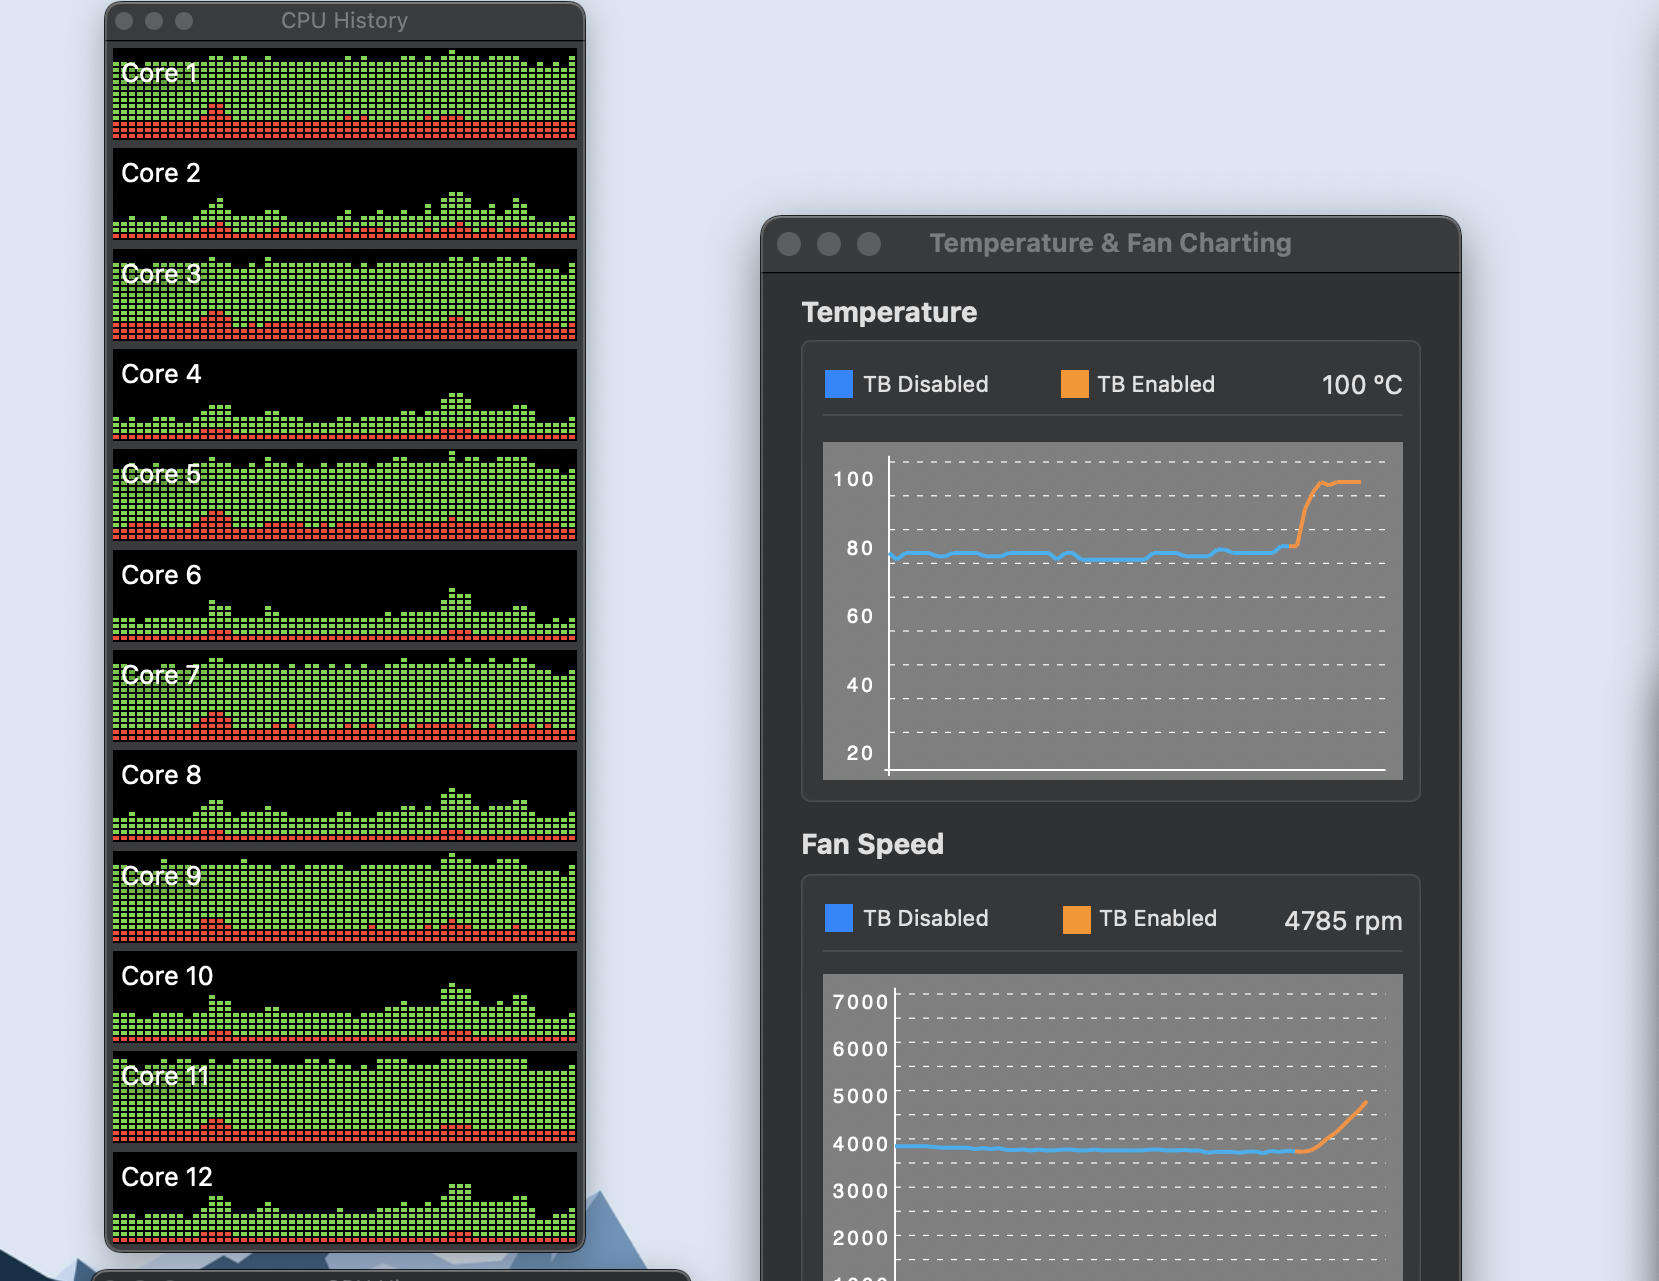 CPU History
Core 1
Core 2
Core 3
Core 4
Core 5
Core 6
Core 7
Core 8
Core 9
Core 10
Core 11
Core 12
Temperature & Fan Charting
Temperature
TB Disabled
TB Enabled
100 ºC
100
80
60
40
20
Fan Speed
TB Disabled
TB Enabled
4785 rpm
7000
6000
5000
4000
3000
2000